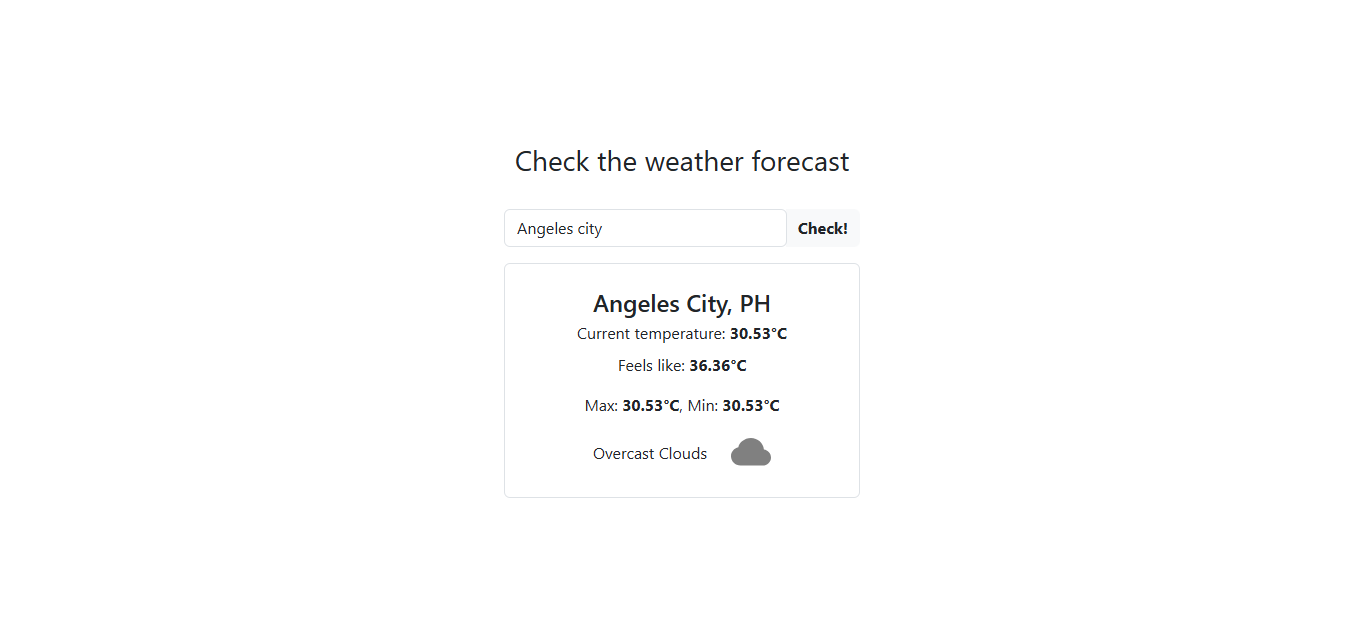 Check the weather forecast
Angeles city Check!
Angeles City, PH
Current temperature: 30.53°C
Feels like: 36.36°C
Max: 30.53°C, Min: 30.53°C
Overcast Clouds